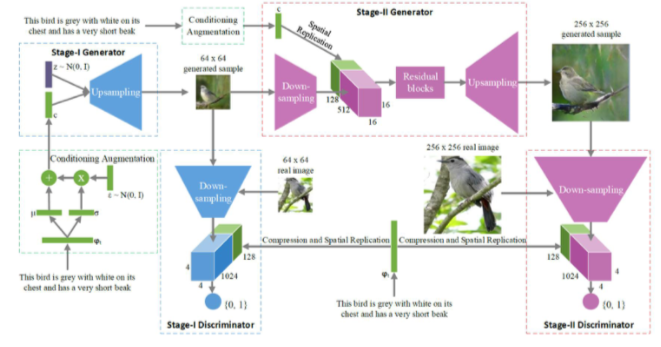 This bird is grey with white on its
chest and has a very short beak
Conditioning
Augmentation
c
Spatial
Replication
Stage-II Generator
256 x 256
generated sample
Stage-I Generator
z ~ N(0, I)
Upsampling
c
64 x 64
generated sample
Down-
sampling
128
512
16
16
Residual
blocks
Upsampling
Conditioning Augmentation
+
x
ε ~ N(0, I)
μ
σ
φt
This bird is grey with white on its
chest and has a very short beak
64 x 64
real image
Down-
sampling
256 x 256 real image
Down-sampling
Compression and Spatial Replication
Compression and Spatial Replication
128
1024
4
4
{0, 1}
Stage-I Discriminator
φt
This bird is grey with white on its
chest and has a very short beak
128
1024
4
4
{0, 1}
Stage-II Discriminator